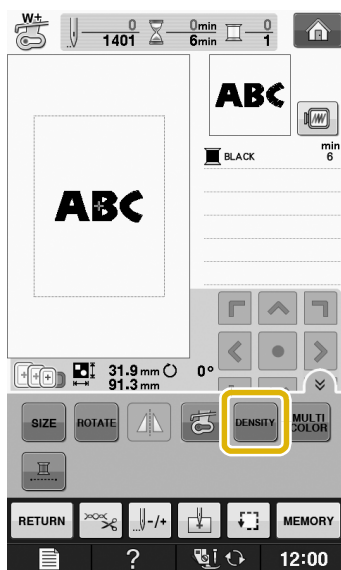 W+
0
1401
0min
6min
0
1
ABC
min
BLACK 6
ABC
31.9 mm 0°
91.3 mm
SIZE ROTATE DENSITY MULTI COLOR
RETURN -/+ MEMORY
? 12:00